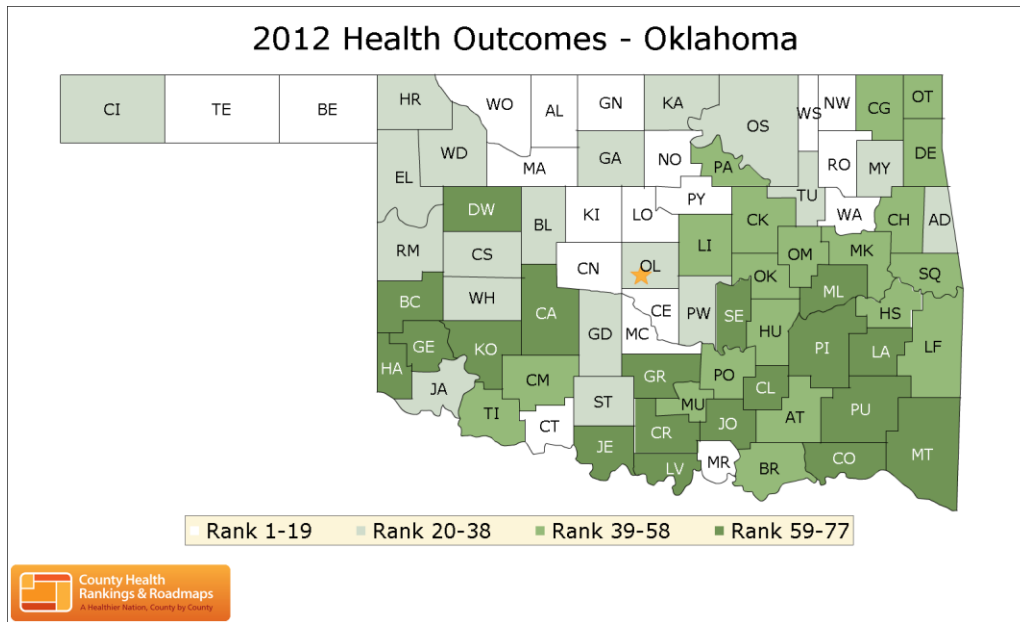 2012 Health Outcomes - Oklahoma
CI TE BE HR WO AL GN KA OS WS NW CG OT
WD MA GA NO PA RO MY DE
EL DW BL KI LO PY TU WA CH AD
RM CS CN OL LI CK OM MK SQ
BC WH CA CE PW SE OK ML HS
GE KO GD MC HU PI LA LF
HA JA CM GR PO CL
TI ST MU AT PU
CT JE CR JO MT
LV MR BR CO
Rank 1-19 Rank 20-38 Rank 39-58 Rank 59-77
County Health
Rankings & Roadmaps
A Healthier Nation, County by County